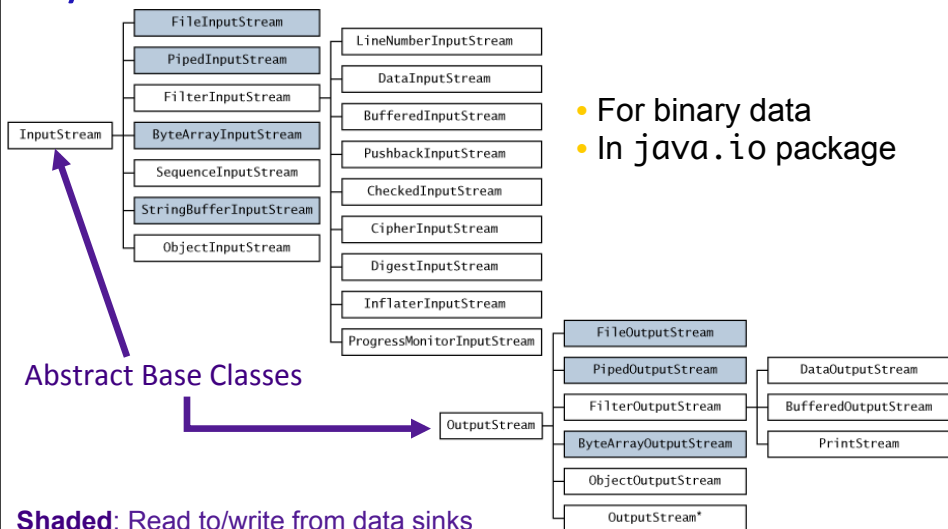 FileInputStream
PipedInputStream
FilterInputStream
InputStream
ByteArrayInputStream
SequenceInputStream
StringBufferInputStream
ObjectInputStream
LineNumberInputStream
DataInputStream
BufferedInputStream
PushbackInputStream
CheckedInputStream
CipherInputStream
DigestInputStream
InflaterInputStream
ProgressMonitorInputStream
• For binary data
• In java.io package
Abstract Base Classes
OutputStream
FileOutputStream
PipedOutputStream
FilterOutputStream
ByteArrayOutputStream
ObjectOutputStream
OutputStream*
DataOutputStream
BufferedOutputStream
PrintStream
Shaded: Read to/write from data sinks